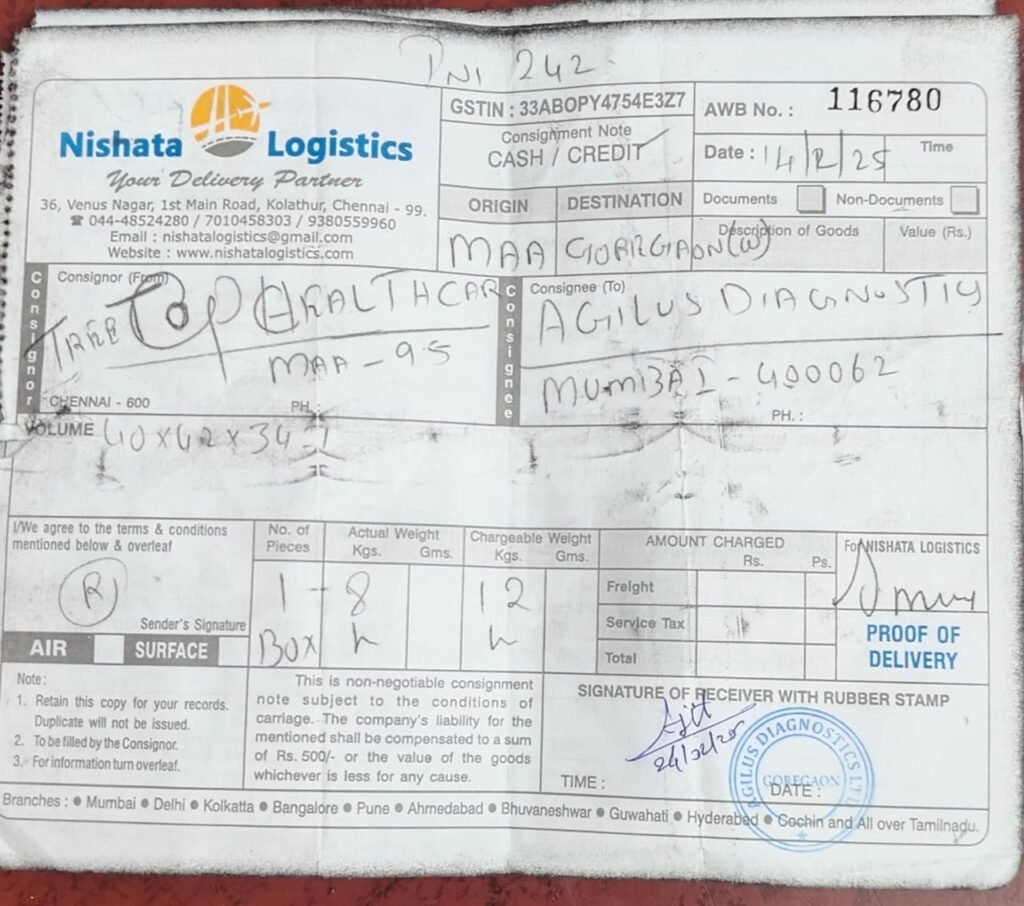 242
Nishata Logistics
Your Delivery Partner
36, Venus Nagar, 1st Main Road, Kolathur, Chennai - 99.
☎ 044-48524280 / 7010458303 / 9380559960
Email : nishatalogistics@gmail.com
Website : www.nishatalogistics.com
GSTIN : 33ABOPY4754E3Z7
Consignment Note
CASH / CREDIT
AWB No. : 116780
Date : 14/2/25 Time
ORIGIN DESTINATION
MAA GORRGAON(W)
Documents Non-Documents
Description of Goods Value (Rs.)
Consignor
Consignor (From)
TREE TOP HEALTHCAR
MAA - 95
CHENNAI - 600 PH. :
Consignee
Consignee (To)
AGILUS DIAGNOSTIC
MUMBAI - 400062
PH. :
VOLUME 40x42x34-1
I/We agree to the terms & conditions
mentioned below & overleaf
R
Sender's Signature
AIR SURFACE
No. of
Pieces
1 -
BOX
Actual Weight
Kgs. Gms.
8
Chargeable Weight
Kgs. Gms.
12
AMOUNT CHARGED
Rs. Ps.
Freight
Service Tax
Total
For NISHATA LOGISTICS
PROOF OF
DELIVERY
Note :
1. Retain this copy for your records.
Duplicate will not be issued.
2. To be filled by the Consignor.
3. For information turn overleaf.
This is non-negotiable consignment
note subject to the conditions of
carriage. The company's liability for the
mentioned shall be compensated to a sum
of Rs. 500/- or the value of the goods
whichever is less for any cause.
SIGNATURE OF RECEIVER WITH RUBBER STAMP
24/02/25
AGILUS DIAGNOSTICS LTD
GOREGAON
TIME : DATE :
Branches : ● Mumbai ● Delhi ● Kolkatta ● Bangalore ● Pune ● Ahmedabad ● Bhuvaneshwar ● Guwahati ● Hyderabad ● Cochin and All over Tamilnadu.